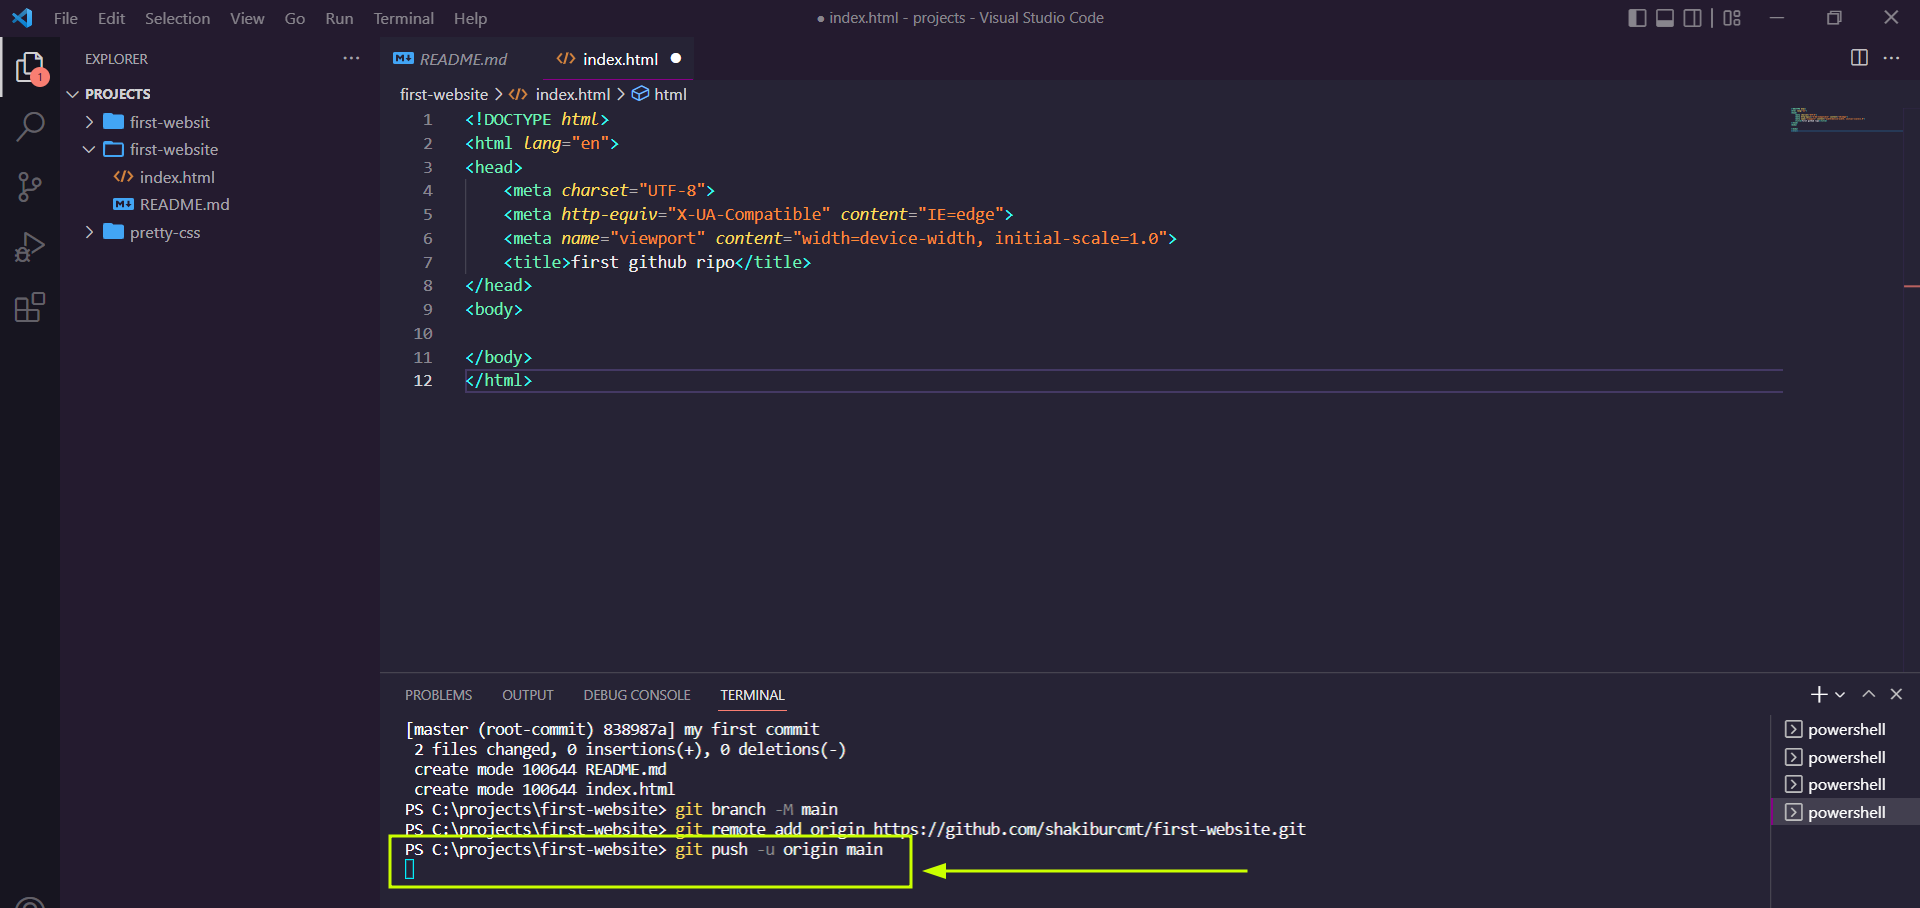 File Edit Selection View Go Run Terminal Help
● index.html - projects - Visual Studio Code
1
EXPLORER
PROJECTS
first-websit
first-website
index.html
README.md
pretty-css
README.md
index.html
first-website > index.html > html
1 <!DOCTYPE html>
2 <html lang="en">
3 <head>
4 <meta charset="UTF-8">
5 <meta http-equiv="X-UA-Compatible" content="IE=edge">
6 <meta name="viewport" content="width=device-width, initial-scale=1.0">
7 <title>first github ripo</title>
8 </head>
9 <body>
10
11 </body>
12 </html>
PROBLEMS OUTPUT DEBUG CONSOLE TERMINAL
[master (root-commit) 838987a] my first commit
2 files changed, 0 insertions(+), 0 deletions(-)
create mode 100644 README.md
create mode 100644 index.html
PS C:\projects\first-website> git branch -M main
PS C:\projects\first-website> git remote add origin https://github.com/shakiburcmt/first-website.git
PS C:\projects\first-website> git push -u origin main
powershell
powershell
powershell
powershell